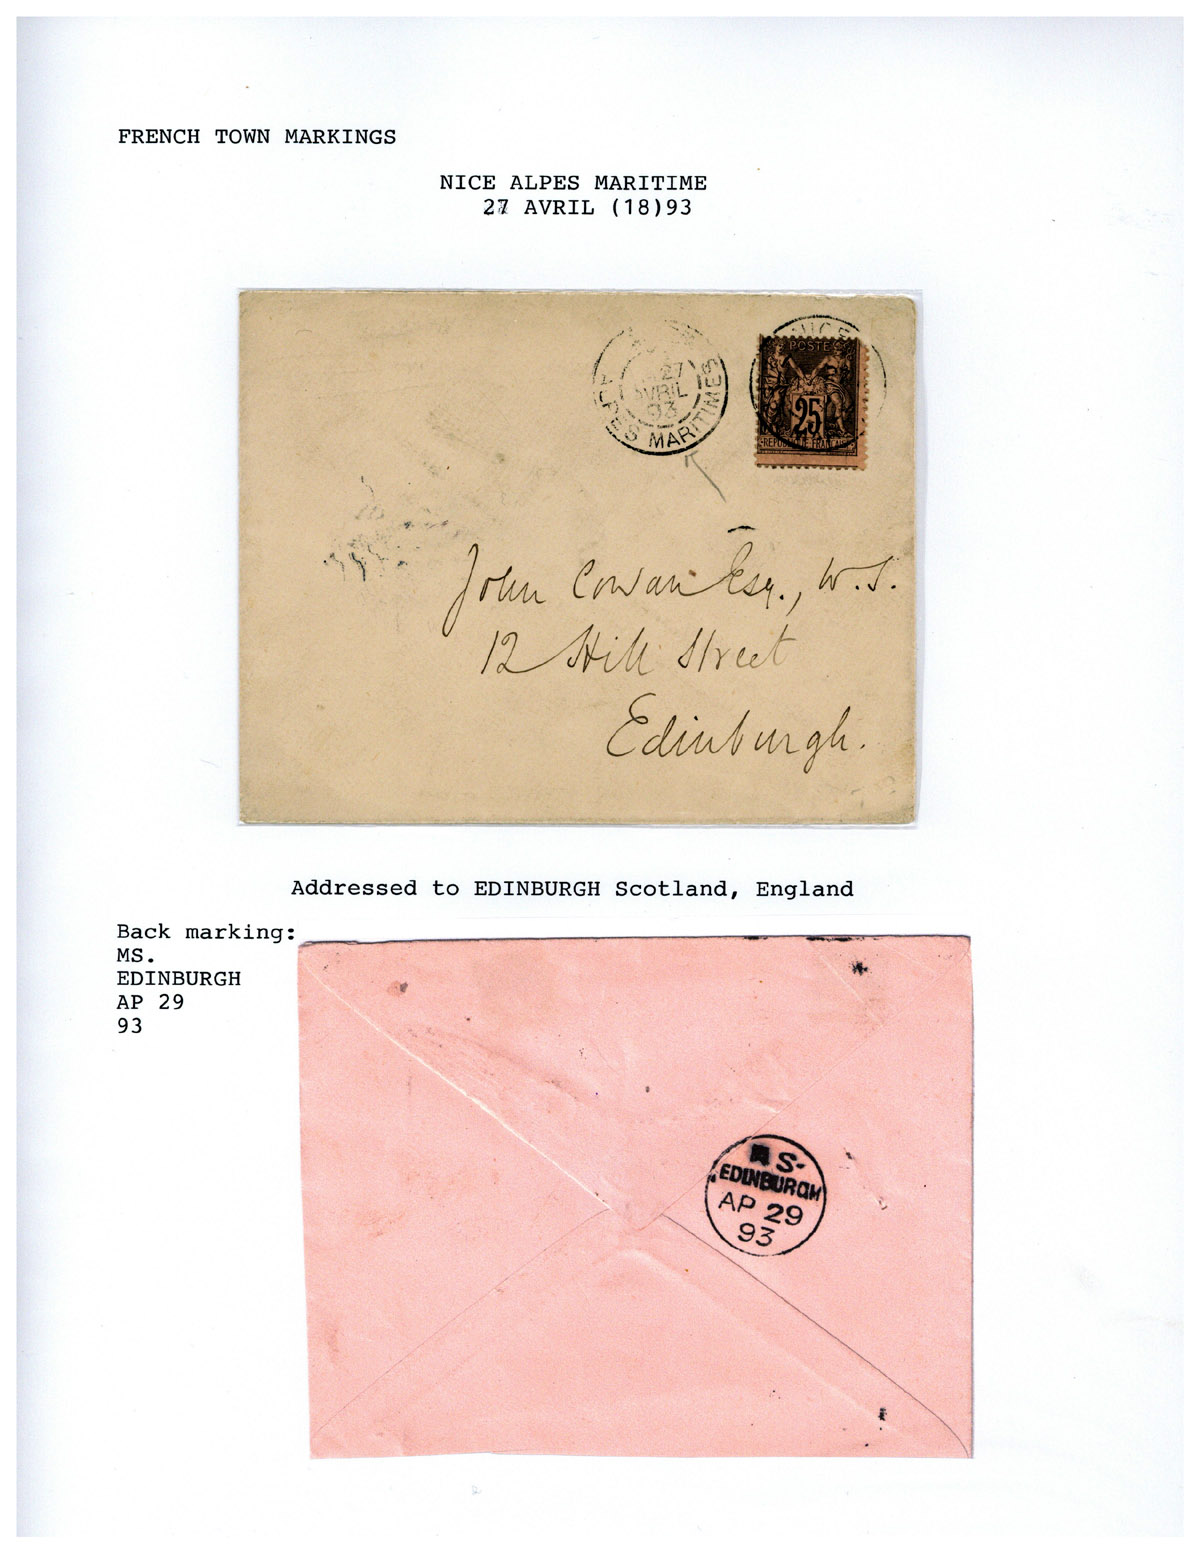 FRENCH TOWN MARKINGS
NICE ALPES MARITIME
27 AVRIL (18)93
27
AVRIL
93
ALPES MARITIMES
NICE
POSTES
25
REPUBLIQUE FRANCAISE
John Cowan Esq., W.S.
12 Hill Street
Edinburgh.
Addressed to EDINBURGH Scotland, England
Back marking:
MS.
EDINBURGH
AP 29
93
S.
EDINBURGH
AP 29
93